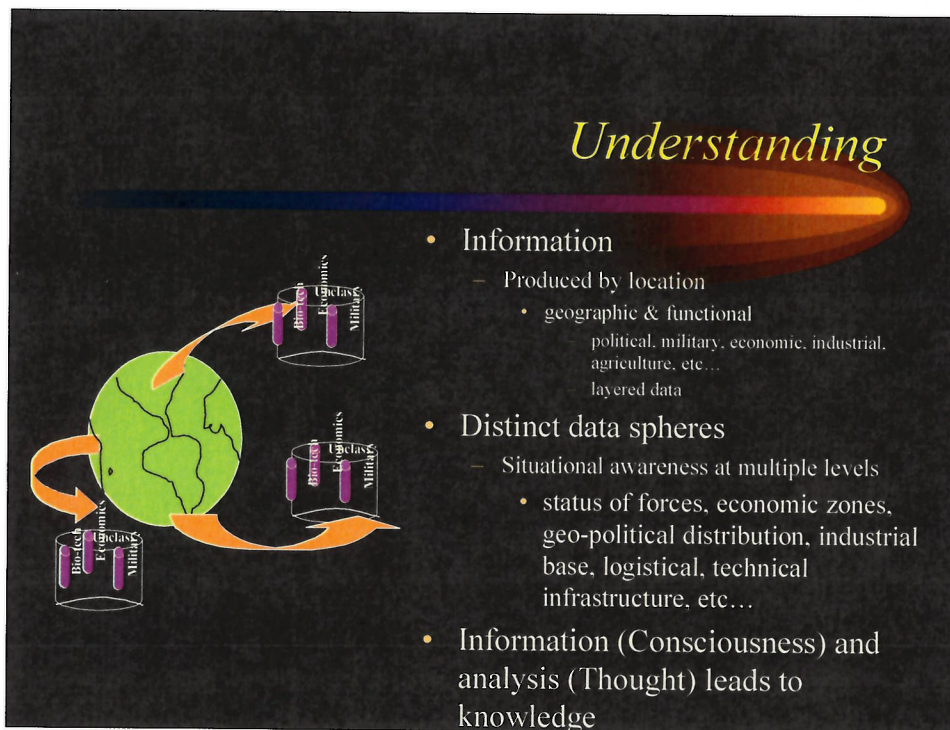 Understanding
• Information
– Produced by location
• geographic & functional
– political, military, economic, industrial,
agriculture, etc…
– layered data
• Distinct data spheres
– Situational awareness at multiple levels
• status of forces, economic zones,
geo-political distribution, industrial
base, logistical, technical
infrastructure, etc…
• Information (Consciousness) and
analysis (Thought) leads to
knowledge
Bio-tech
Economics
Unclass
Military
Bio-tech
Economics
Unclass
Military
Bio-tech
Economics
Unclass
Military